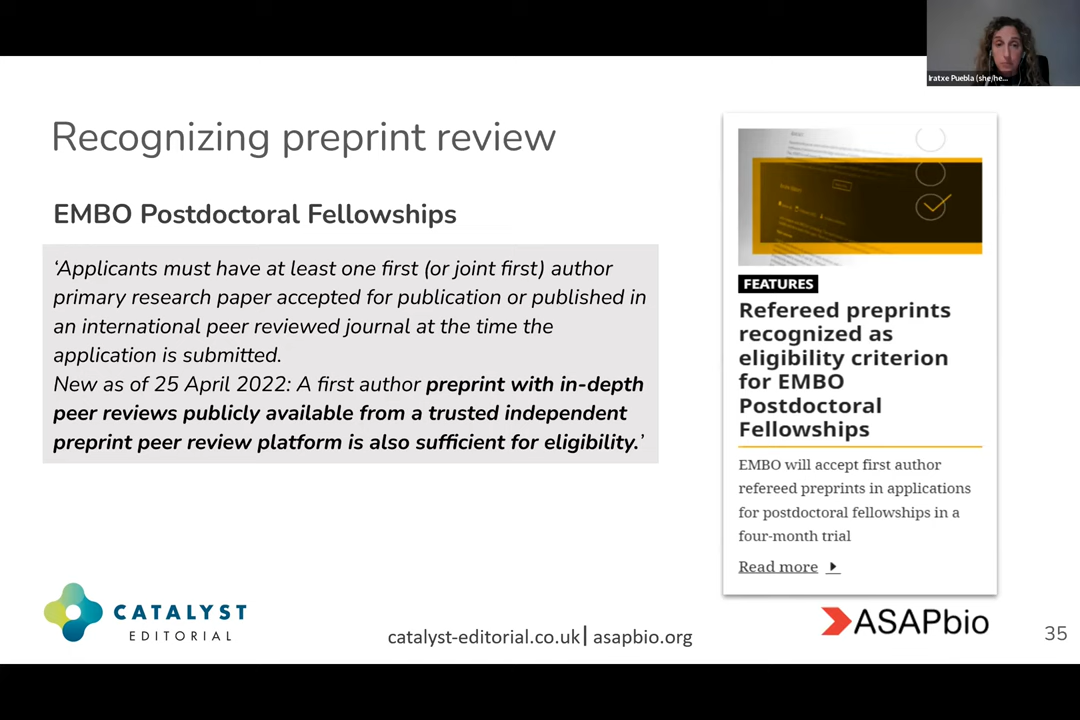 Iratxe Puebla (she/he...
Recognizing preprint review
EMBO Postdoctoral Fellowships
‘Applicants must have at least one first (or joint first) author
primary research paper accepted for publication or published in
an international peer reviewed journal at the time the
application is submitted.
New as of 25 April 2022: A first author preprint with in-depth
peer reviews publicly available from a trusted independent
preprint peer review platform is also sufficient for eligibility.’
FEATURES
Refereed preprints
recognized as
eligibility criterion
for EMBO
Postdoctoral
Fellowships
EMBO will accept first author
refereed preprints in applications
for postdoctoral fellowships in a
four-month trial
Read more
CATALYST
EDITORIAL
catalyst-editorial.co.uk| asapbio.org
ASAPbio
35